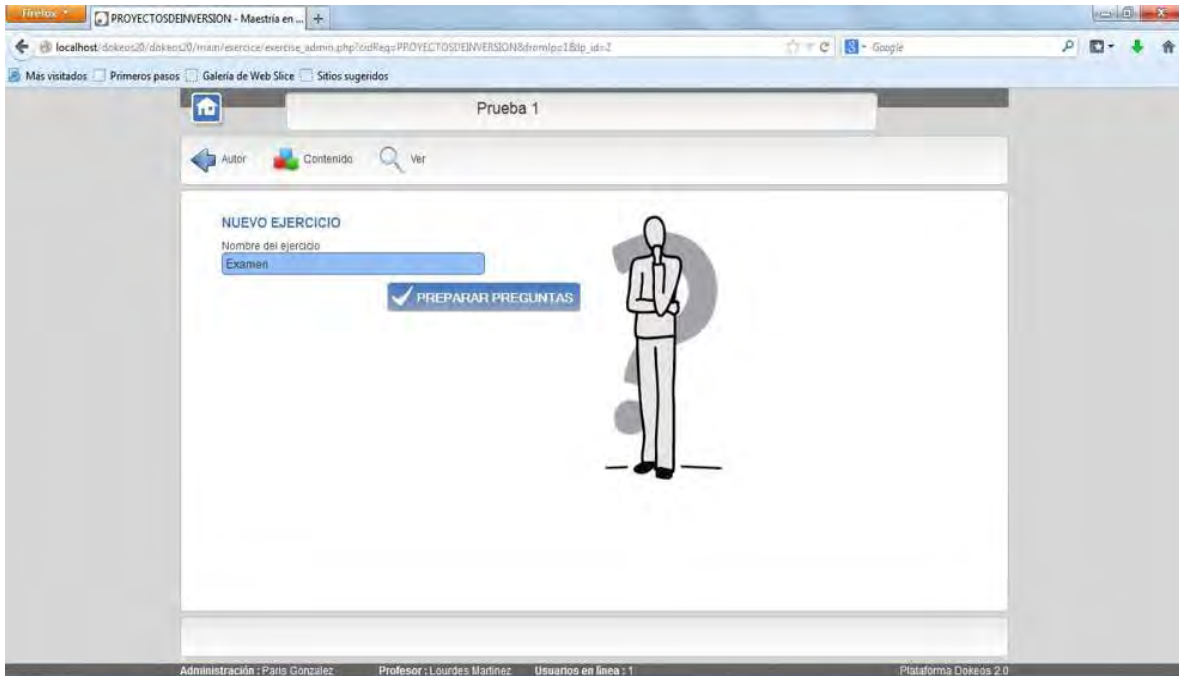 Firefox
PROYECTOSDEINVERSION - Maestría en ...
localhost/dokeos20/dokeos20/main/exercice/exercise_admin.php?cidReq=PROYECTOSDEINVERSION&fromlp=1&lp_id=2
Google
Más visitados Primeros pasos Galería de Web Slice Sitios sugeridos
Prueba 1
Autor Contenido Ver
NUEVO EJERCICIO
Nombre del ejercicio
Examen
PREPARAR PREGUNTAS
Administración : Paris Gonzalez Profesor : Lourdes Martinez Usuarios en línea : 1 Plataforma Dokeos 2.0